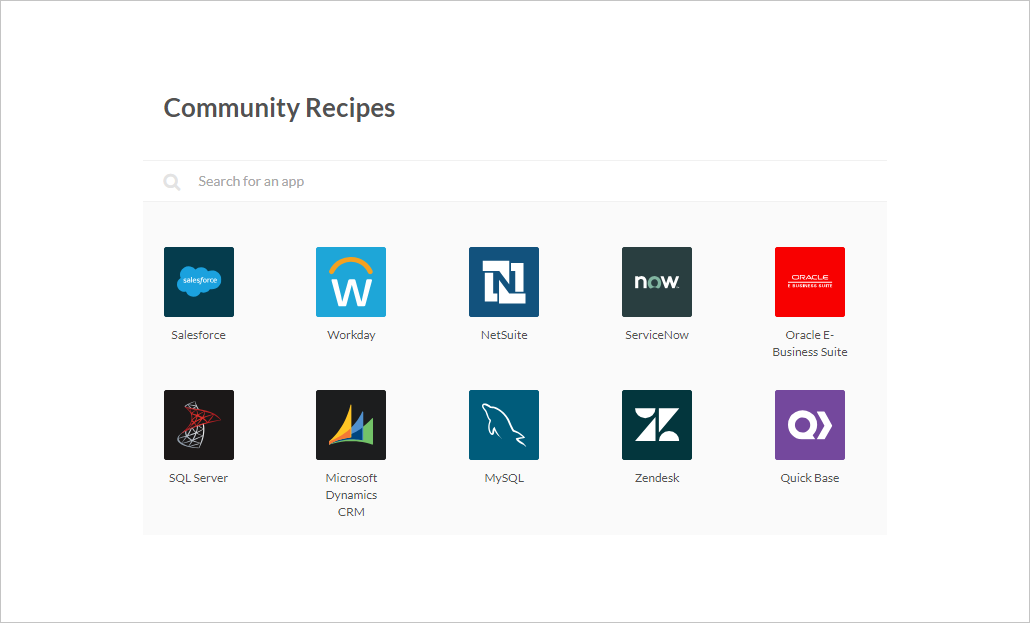 Community Recipes
Search for an app
salesforce
W
N
now
ORACLE
E-BUSINESS SUITE
Salesforce
Workday
NetSuite
ServiceNow
Oracle E-
Business Suite
SQL Server
Microsoft
Dynamics
CRM
MySQL
Zendesk
Quick Base